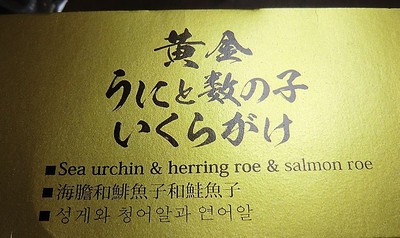 黄金
うにと数の子
いくらがけ
■Sea urchin & herring roe & salmon roe
■海膽和鯡魚子和鮭魚子
■성게와 청어알과 연어알